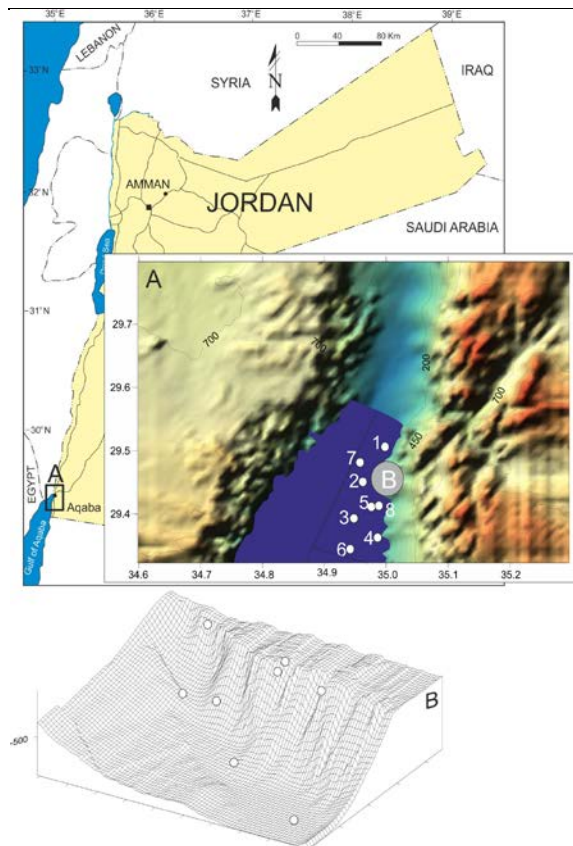 35°E 36°E 37°E 38°E 39°E
LEBANON
0 40 80 Km
33°N
SYRIA
N
IRAQ
32°N
AMMAN
JORDAN
SAUDI ARABIA
Sea
31°N
30°N
EGYPT
A
Aqaba
Gulf of Aqaba
A
29.7
29.6
29.5
29.4
700
700
200
700
450
1
7
2
B
5
8
3
4
6
34.6 34.7 34.8 34.9 35.0 35.1 35.2
B
-500